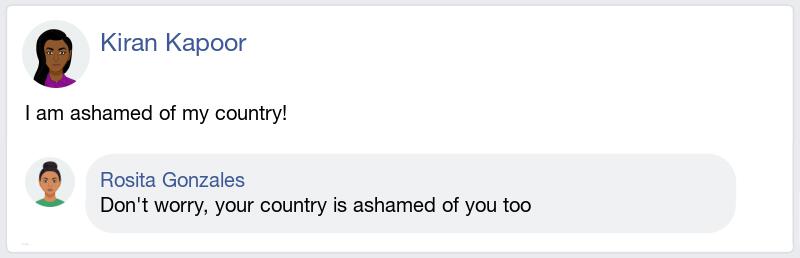 Kiran Kapoor
I am ashamed of my country!
Rosita Gonzales
Don't worry, your country is ashamed of you too